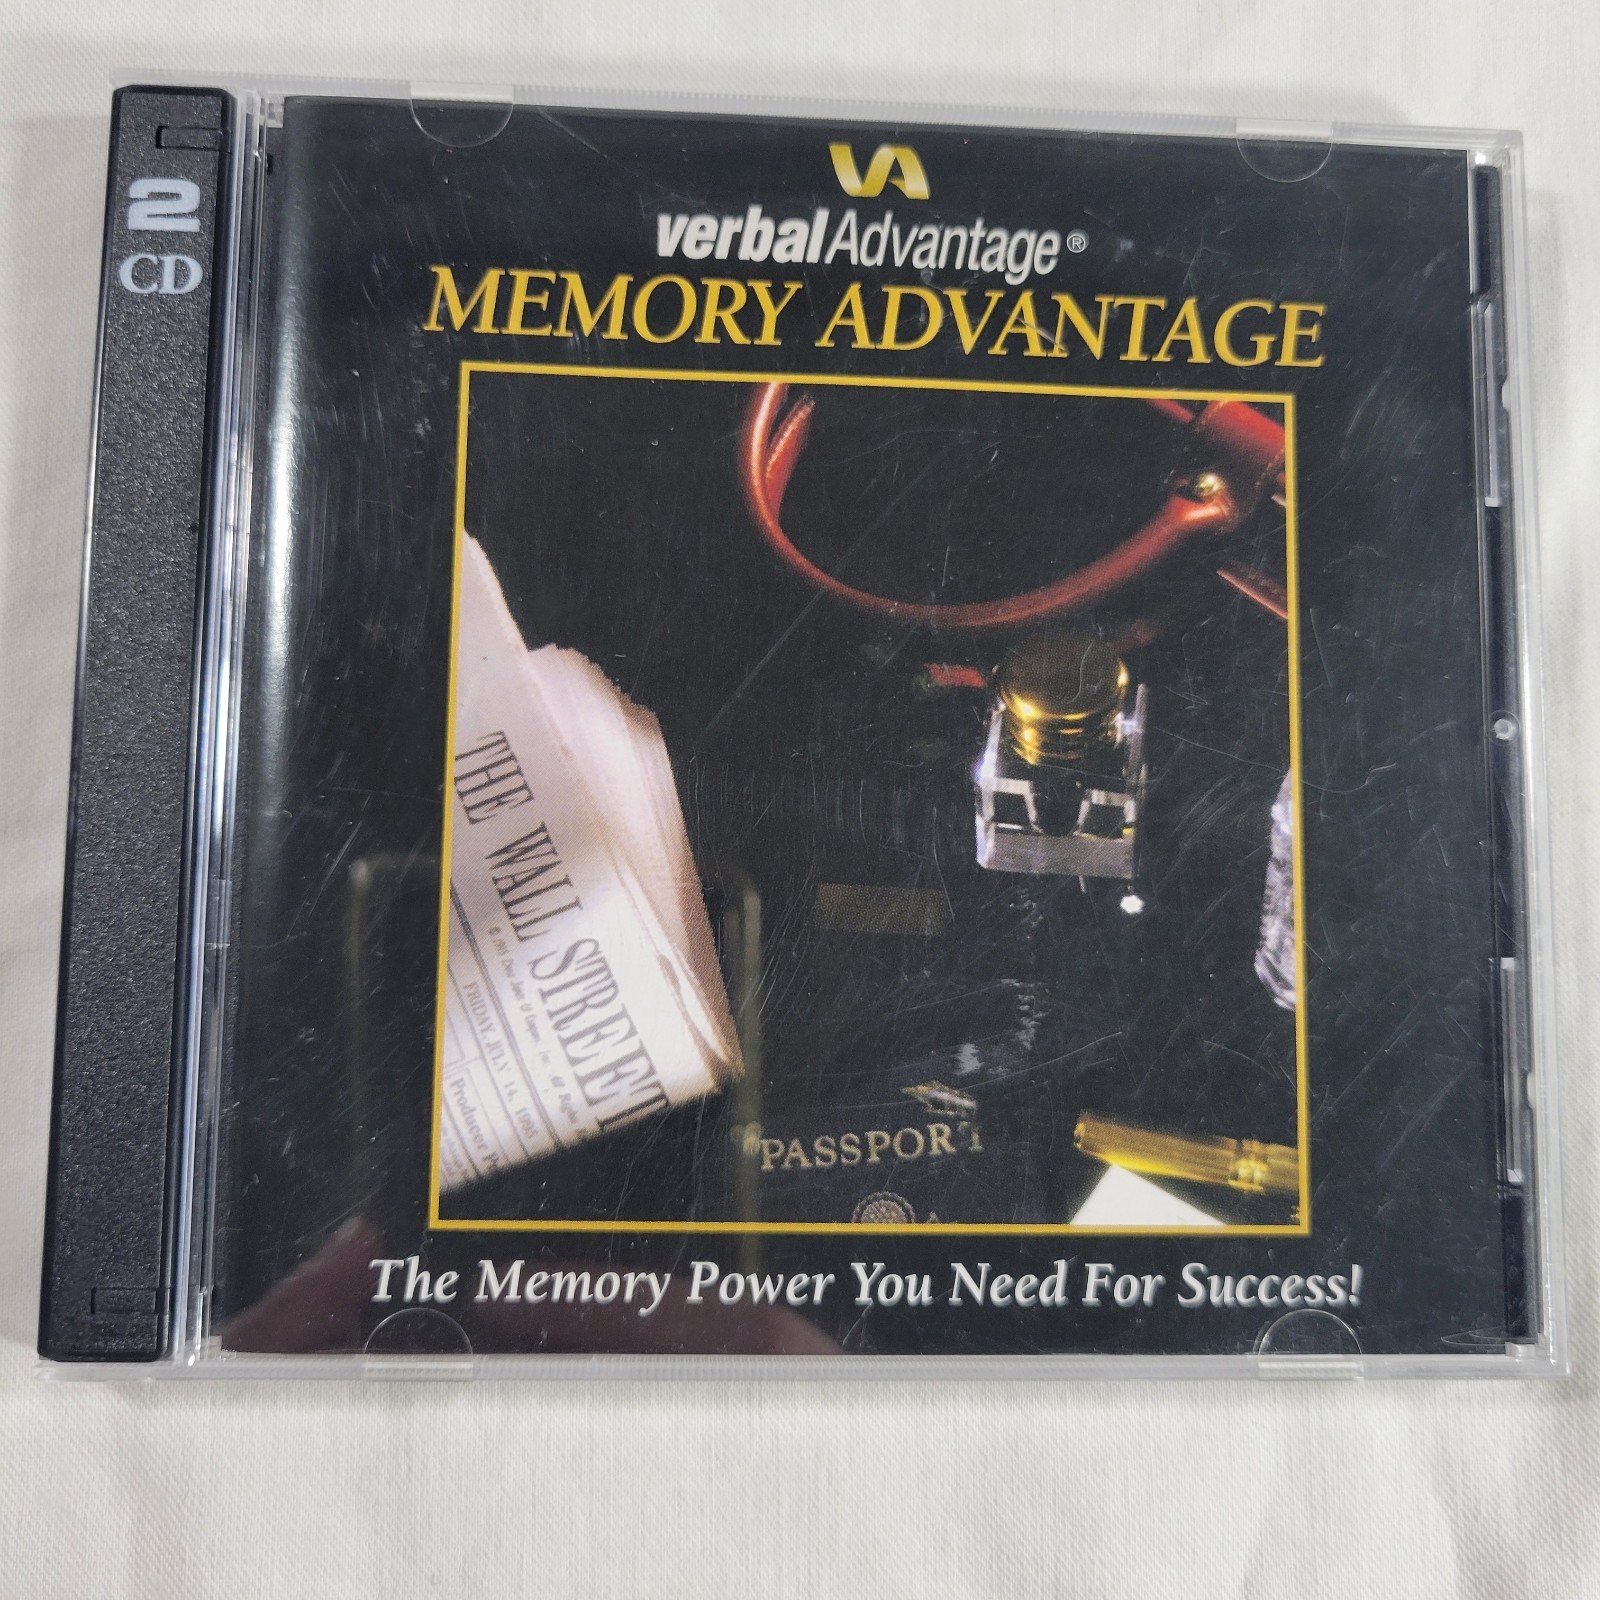 2
CD
VA
verbalAdvantage®
MEMORY ADVANTAGE
THE WALL STREET
FRIDAY, JULY 14, 1995
Producer
PASSPORT
The Memory Power You Need For Success!